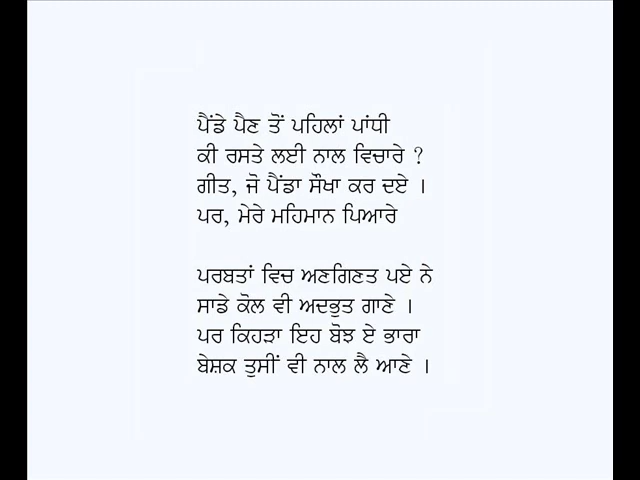 ਪੈਂਡੇ ਪੈਣ ਤੋਂ ਪਹਿਲਾਂ ਪਾਂਧੀ
ਕੀ ਰਸਤੇ ਲਈ ਨਾਲ ਵਿਚਾਰੇ ?
ਗੀਤ, ਜੋ ਪੈਂਡਾ ਸੌਖਾ ਕਰ ਦਏ ।
ਪਰ, ਮੇਰੇ ਮਹਿਮਾਨ ਪਿਆਰੇ
ਪਰਬਤਾਂ ਵਿਚ ਅਣਗਿਣਤ ਪਏ ਨੇ
ਸਾਡੇ ਕੋਲ ਵੀ ਅਦਭੁਤ ਗਾਣੇ ।
ਪਰ ਕਿਹੜਾ ਇਹ ਬੋਝ ਏ ਭਾਰਾ
ਬੇਸ਼ਕ ਤੁਸੀਂ ਵੀ ਨਾਲ ਲੈ ਆਣੇ ।